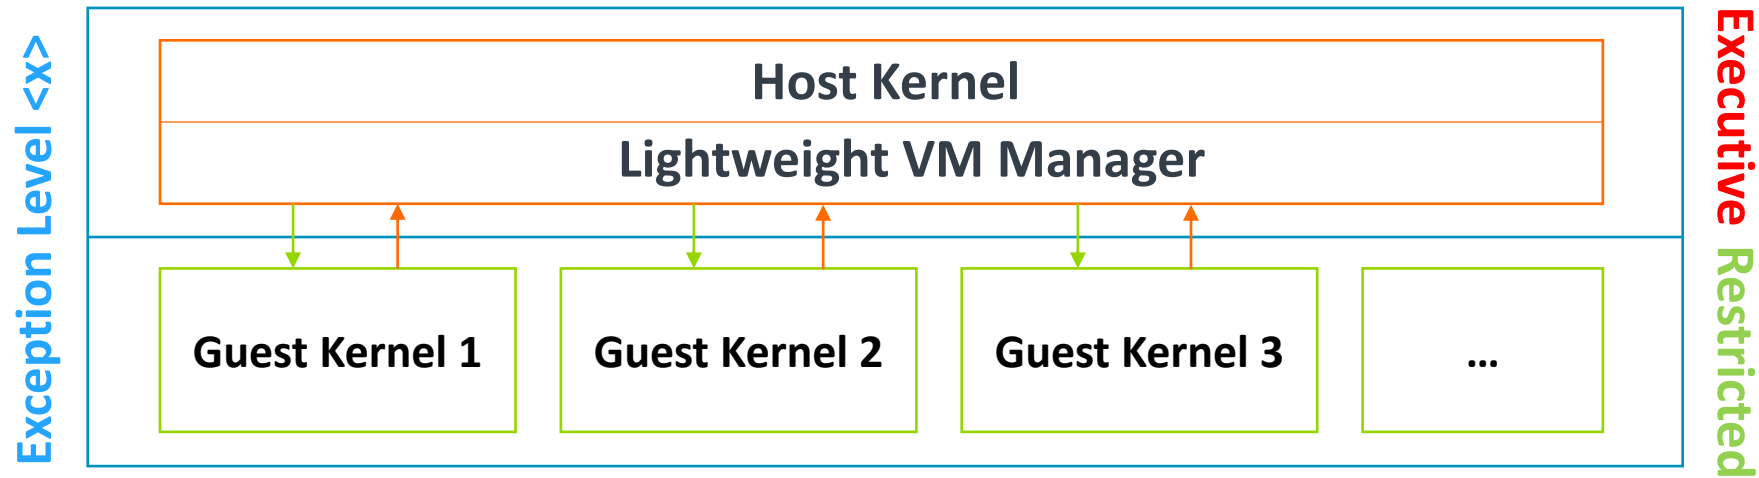 Exception Level <x>
Host Kernel
Lightweight VM Manager
Executive
Guest Kernel 1
Guest Kernel 2
Guest Kernel 3
...
Restricted